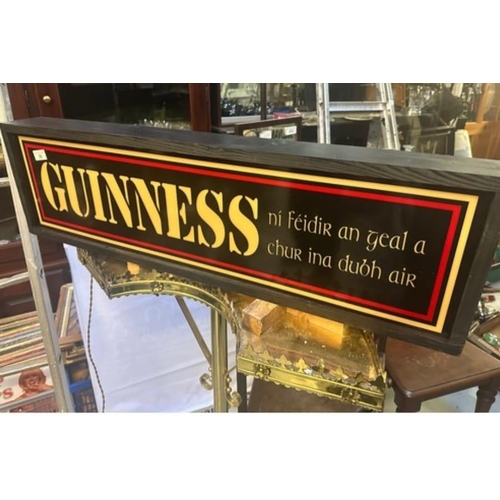 GUINNESS
ní féidir an geal a
chur ina dubh air